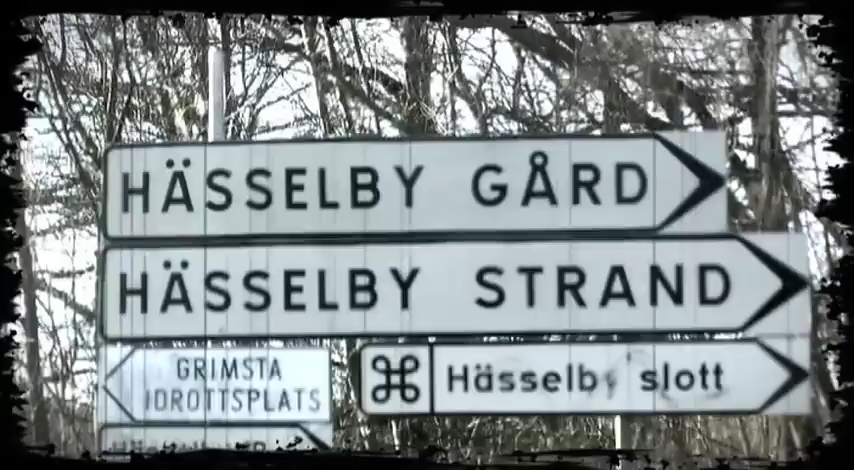 HÄSSELBY GÅRD
HÄSSELBY STRAND
GRIMSTA
IDROTTSPLATS
⌘ Hässelby slott